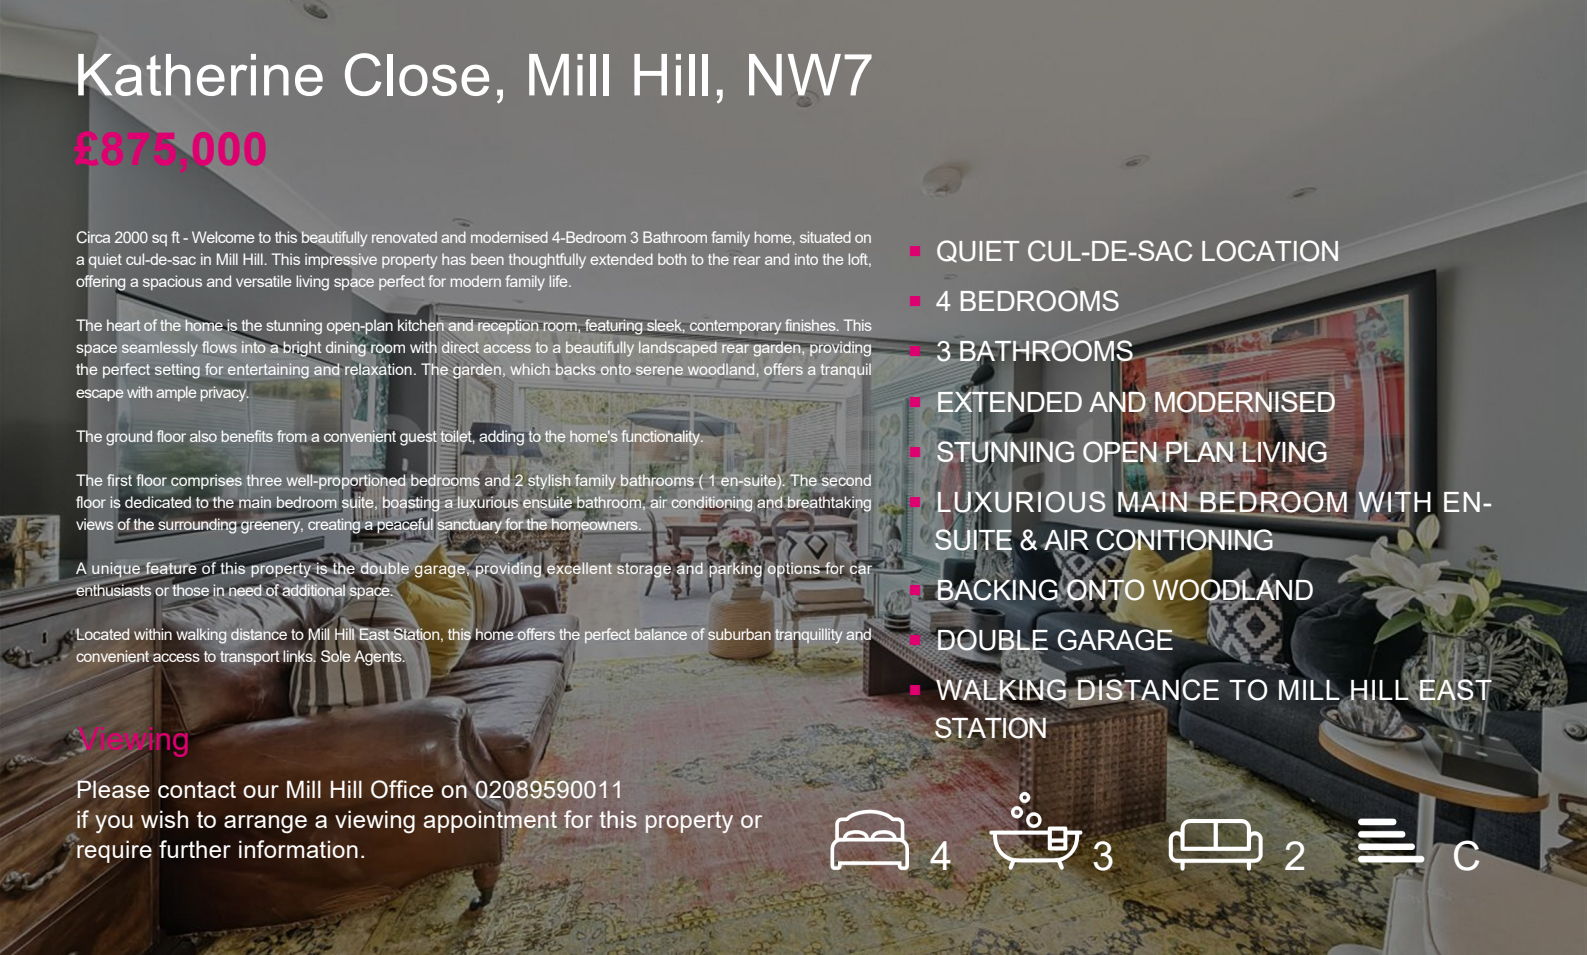 Katherine Close, Mill Hill, NW7
£875,000
Circa 2000 sq ft - Welcome to this beautifully renovated and modernised 4-Bedroom 3 Bathroom family home, situated on
a quiet cul-de-sac in Mill Hill. This impressive property has been thoughtfully extended both to the rear and into the loft,
offering a spacious and versatile living space perfect for modern family life.
The heart of the home is the stunning open-plan kitchen and reception room, featuring sleek, contemporary finishes. This
space seamlessly flows into a bright dining room with direct access to a beautifully landscaped rear garden, providing
the perfect setting for entertaining and relaxation. The garden, which backs onto serene woodland, offers a tranquil
escape with ample privacy.
The ground floor also benefits from a convenient guest toilet, adding to the home's functionality.
The first floor comprises three well-proportioned bedrooms and 2 stylish family bathrooms ( 1 en-suite). The second
floor is dedicated to the main bedroom suite, boasting a luxurious ensuite bathroom, air conditioning and breathtaking
views of the surrounding greenery, creating a peaceful sanctuary for the homeowners.
A unique feature of this property is the double garage, providing excellent storage and parking options for car
enthusiasts or those in need of additional space.
Located within walking distance to Mill Hill East Station, this home offers the perfect balance of suburban tranquillity and
convenient access to transport links. Sole Agents.
Viewing
Please contact our Mill Hill Office on 02089590011
if you wish to arrange a viewing appointment for this property or
require further information.
QUIET CUL-DE-SAC LOCATION
4 BEDROOMS
3 BATHROOMS
EXTENDED AND MODERNISED
STUNNING OPEN PLAN LIVING
LUXURIOUS MAIN BEDROOM WITH EN-
SUITE & AIR CONITIONING
BACKING ONTO WOODLAND
DOUBLE GARAGE
WALKING DISTANCE TO MILL HILL EAST
STATION
4 3 2 C